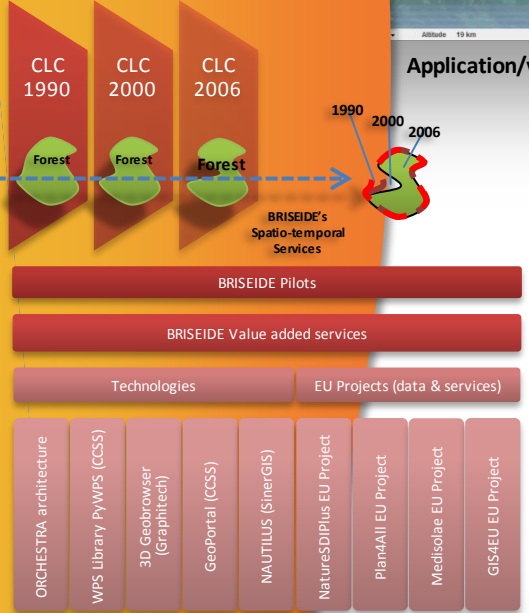 Altitude 19 km
Application/
CLC
1990
CLC
2000
CLC
2006
1990
2000
2006
Forest
Forest
Forest
BRISEIDE's
Spatio-temporal
Services
BRISEIDE Pilots
BRISEIDE Value added services
Technologies
EU Projects (data & services)
ORCHESTRA architecture
WPS Library PyWPS (CCSS)
3D Geobrowser
(Graphitech)
GeoPortal (CCSS)
NAUTILUS (SinerGIS)
NatureSDIPlus EU Project
Plan4All EU Project
Medisolae EU Project
GIS4EU EU Project